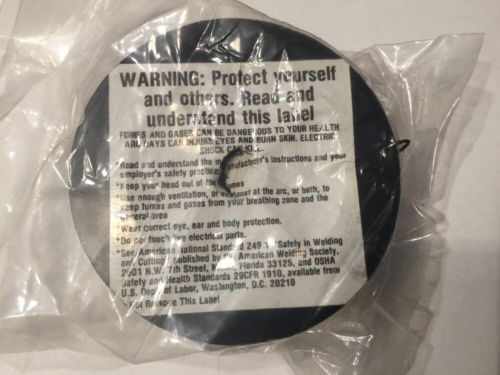 WARNING: Protect yourself
and others. Read and
understand this label
FUMES AND GASES CAN BE DANGEROUS TO YOUR HEALTH
ARC RAYS CAN INJURE EYES AND BURN SKIN. ELECTRIC
SHOCK CAN KILL.
*Read and understand the manufacturer's instructions and your
employer's safety practices
*Keep your head out of the fumes
*Use enough ventilation, or exhaust at the arc, or both, to
keep fumes and gases from your breathing zone and the
general area
*Wear correct eye, ear and body protection.
*Do not touch live electrical parts.
*See American National Standard Z49.1 Safety in Welding
and Cutting published by the American Welding Society,
2501 N.W. 7th Street, Miami, Florida 33125, and OSHA
Safety and Health Standards 29CFR 1910, available from
U.S. Dept. of Labor, Washington, D.C. 20210
*Not Remove This Label